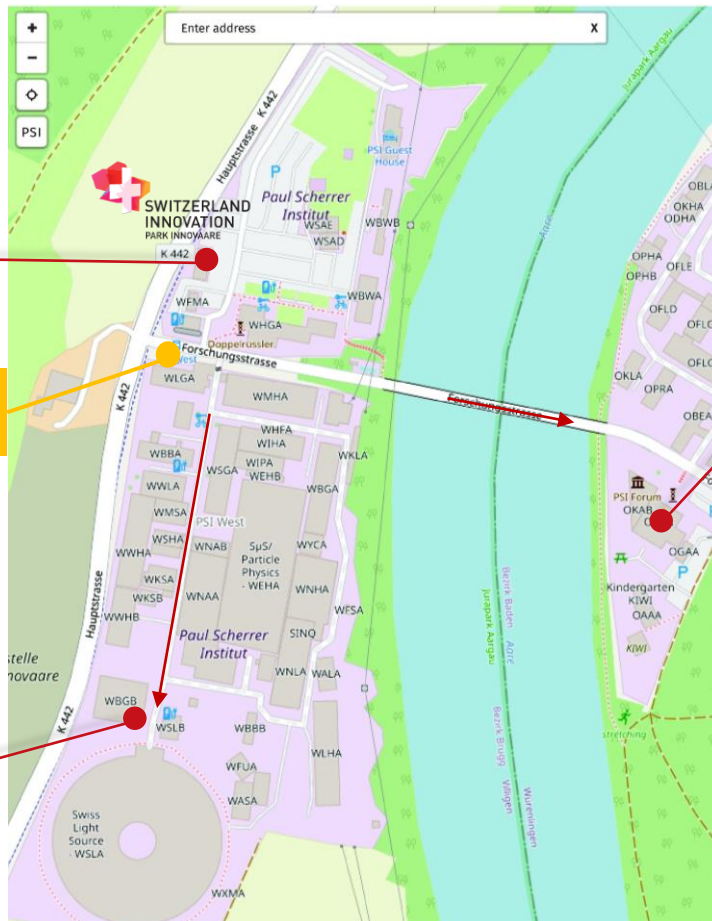 +
Enter address
X
−
PSI
K 442
Hauptstrasse
Jurapark Aargau
SWITZERLAND
INNOVATION
PARK INNOVAARE
K 442
P
PSI Guest
House
Paul Scherrer
Institut
WSAE
WSAD
WBWB
Aare
OBLA
OKHA
ODHA
OPHA
OPHB
OFLE
WFMA
WBWA
OFLD
WHGA
Doppelrussler
Forschungsstrasse
WLGA
K 442
WMHA
Forschungsstrasse
OKLA
OPRA
OBEA
WHFA
WIHA
WKLA
WBBA
WIPA
WEHB
WSGA
WWLA
WBGA
PSI Forum
OKAB
WMSA
PSI West
WSHA
WNAB
SμS/
Particle
Physics
- WEHA
WYCA
OGAA
WWHA
P
WKSA
WKSB
WNAA
WNHA
Kindergarten
KIWI
OAAA
WWHB
WFSA
Hauptstrasse
Paul Scherrer
Institut
SINQ
KIWI
Jurapark Aargau
Bezirk Baden
Aare
WNLA
WALA
WBGB
K 442
WSLB
WBBB
WLHA
WFUA
Bezirk Brugg
Villigen
Würenlingen
WASA
Swiss
Light
Source
- WSLA
WXMA